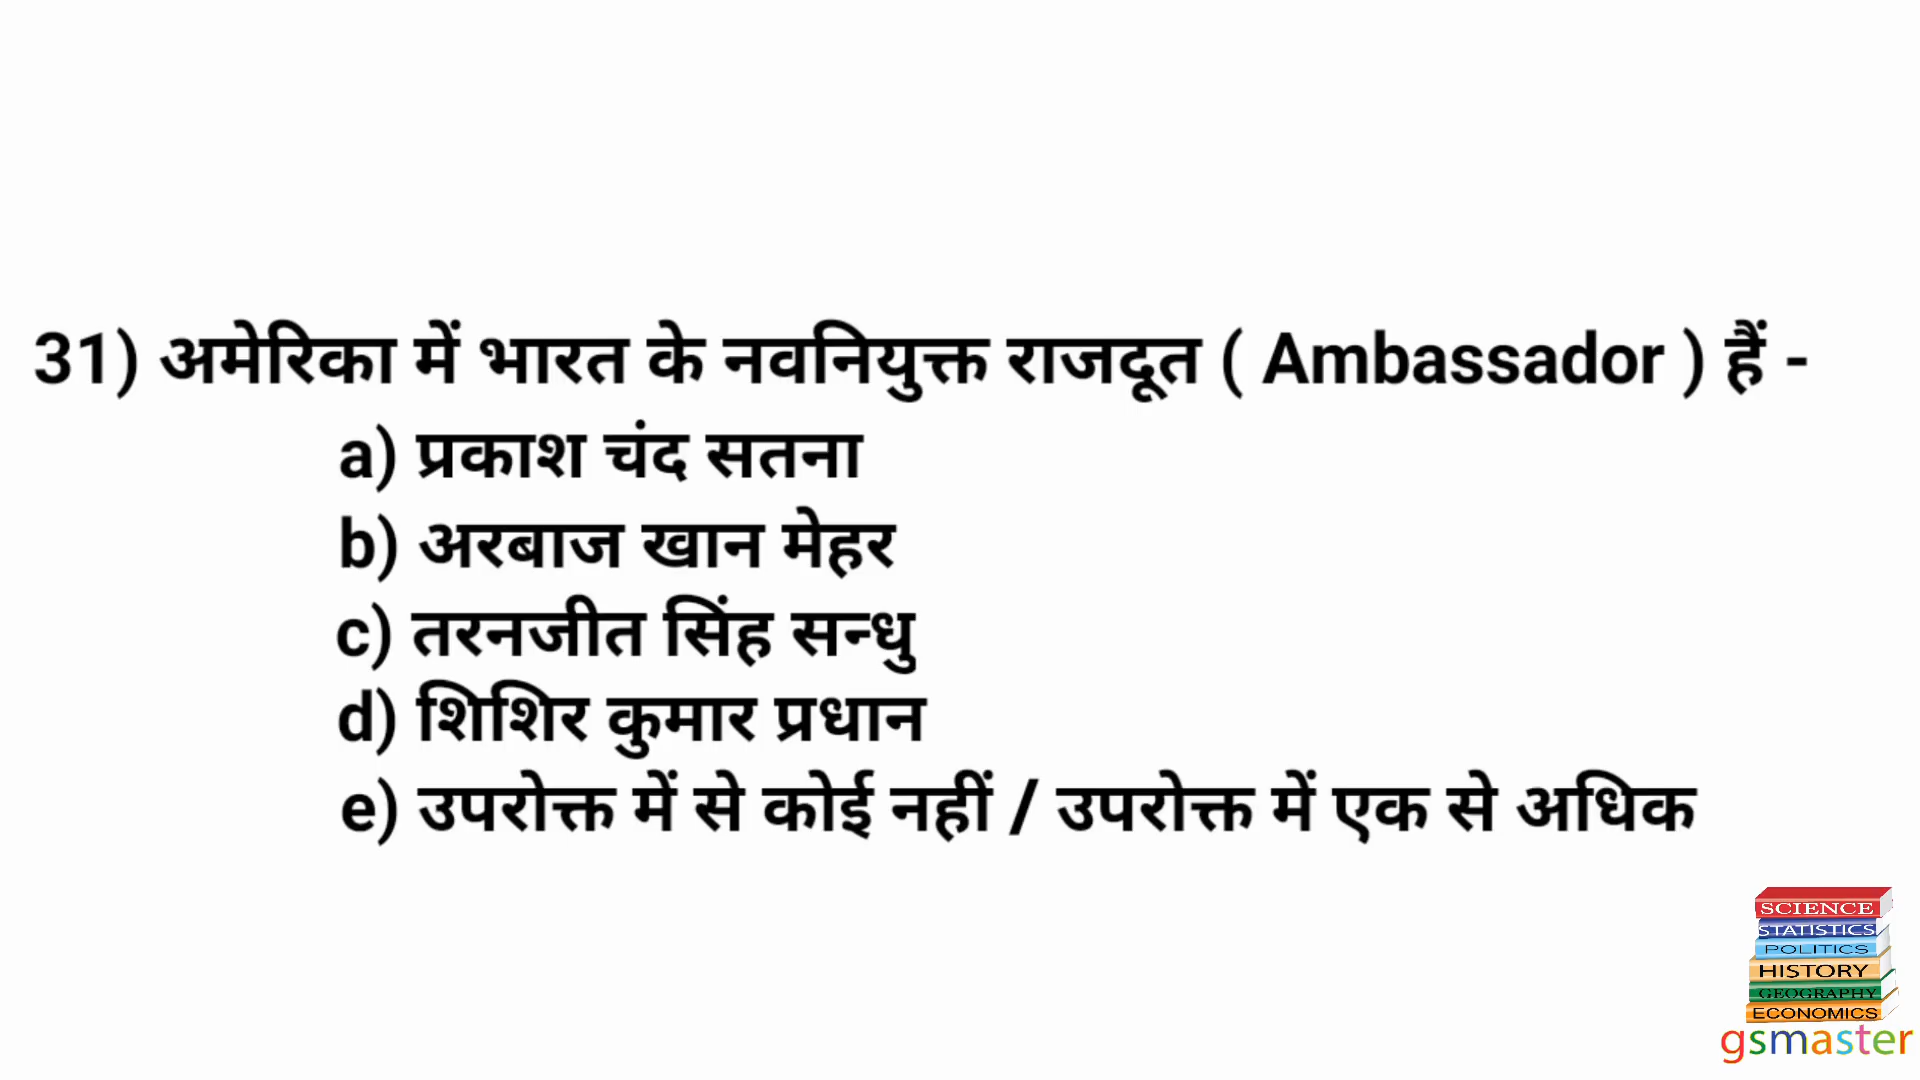 31) अमेरिका में भारत के नवनियुक्त राजदूत ( Ambassador ) हैं -
a) प्रकाश चंद सतना
b) अरबाज खान मेहर
c) तरनजीत सिंह सन्धु
d) शिशिर कुमार प्रधान
e) उपरोक्त में से कोई नहीं / उपरोक्त में एक से अधिक
SCIENCE
STATISTICS
POLITICS
HISTORY
GEOGRAPHY
ECONOMICS
gsmaster